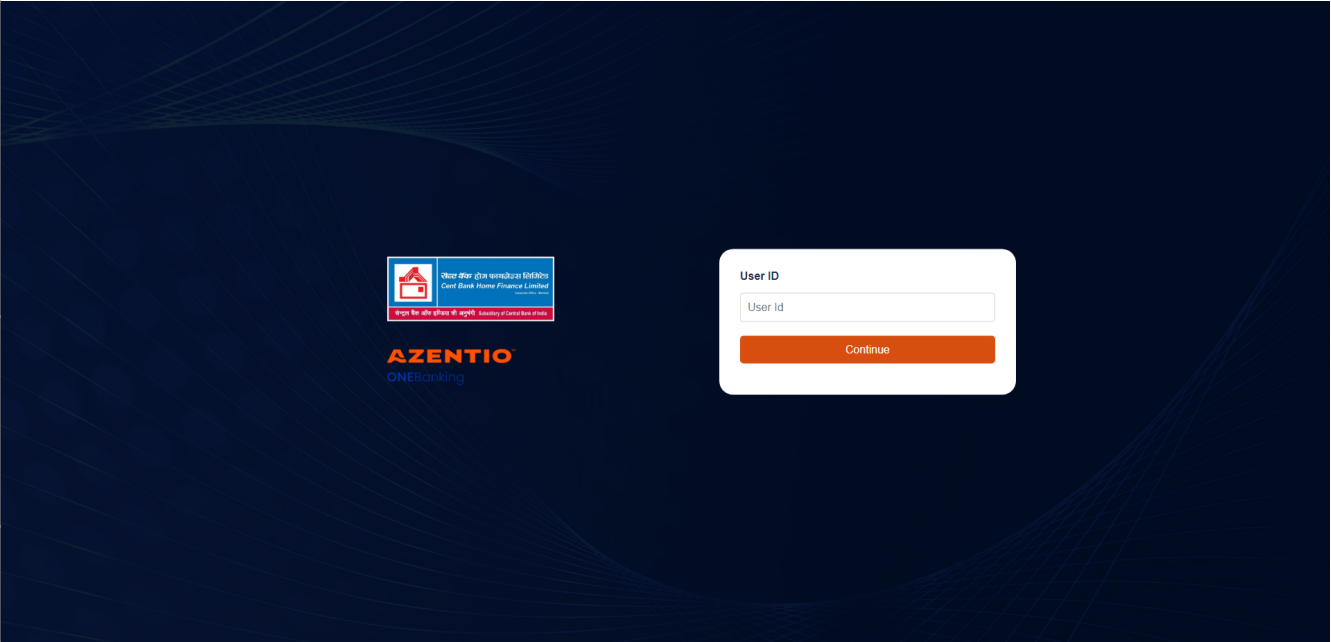 सेन्ट बैंक होम फायनेंन्स लिमिटेड
Cent Bank Home Finance Limited
सेन्ट्रल बैंक ऑफ इण्डिया की अनुषंगी Subsidiary of Central Bank of India
AZENTIO
ONEBanking
User ID
User Id
Continue